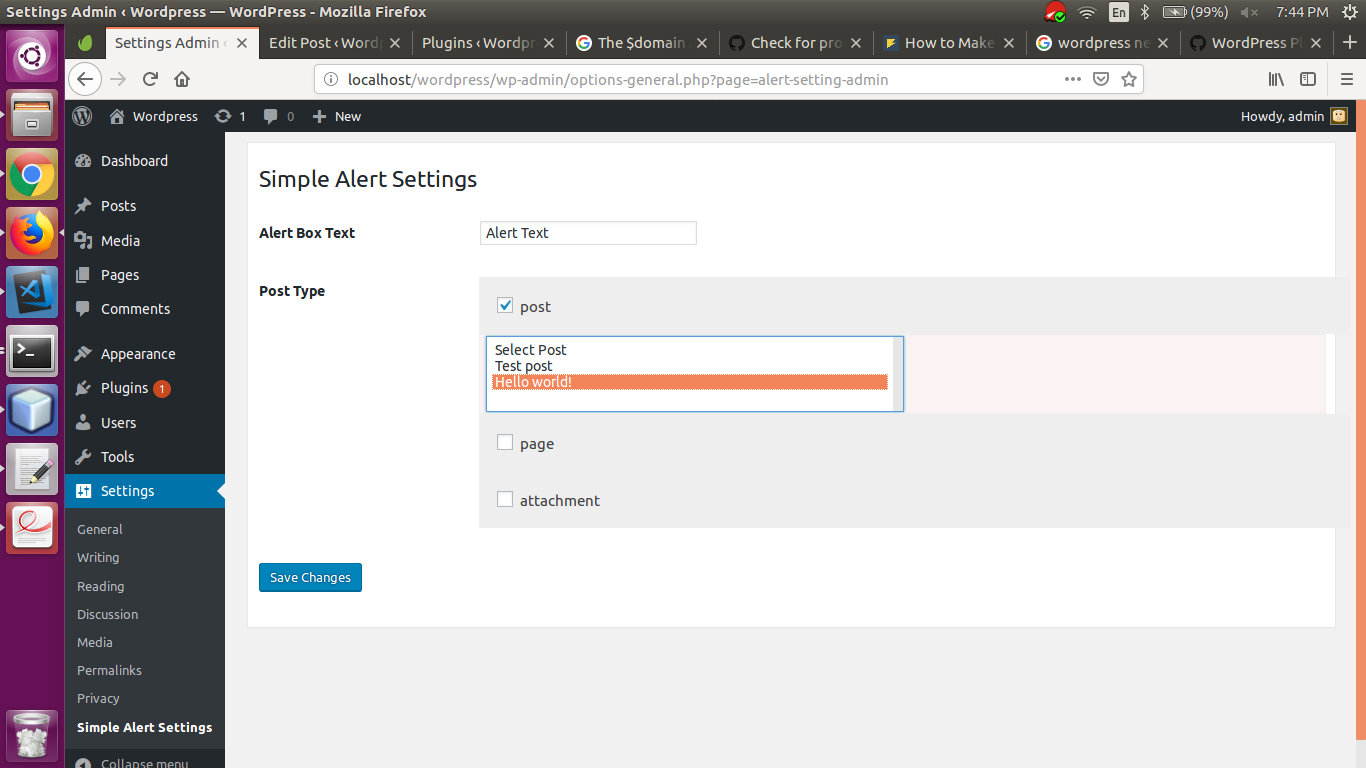 Settings Admin ‹ Wordpress — WordPress - Mozilla Firefox
En (99%) 7:44 PM
Settings Admin ‹
Edit Post ‹ Word
Plugins ‹ Wordpr
The $domain
Check for pro
How to Make
wordpress ne
WordPress Pl
localhost/wordpress/wp-admin/options-general.php?page=alert-setting-admin
Wordpress 1 0 New Howdy, admin
Dashboard
Posts
Media
Pages
Comments
Appearance
Plugins 1
Users
Tools
Settings
General
Writing
Reading
Discussion
Media
Permalinks
Privacy
Simple Alert Settings
Collapse menu
Simple Alert Settings
Alert Box Text Alert Text
Post Type post
Select Post
Test post
Hello world!
page
attachment
Save Changes